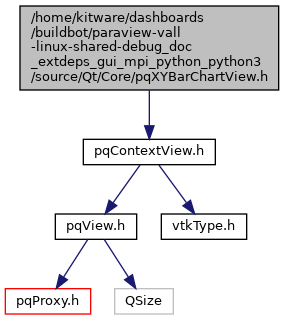 /home/kitware/dashboards
/buildbot/paraview-vall
-linux-shared-debug_doc
_extdeps_gui_mpi_python_python3
/source/Qt/Core/pqXYBarChartView.h
pqContextView.h
pqView.h
vtkType.h
pqProxy.h
QSize